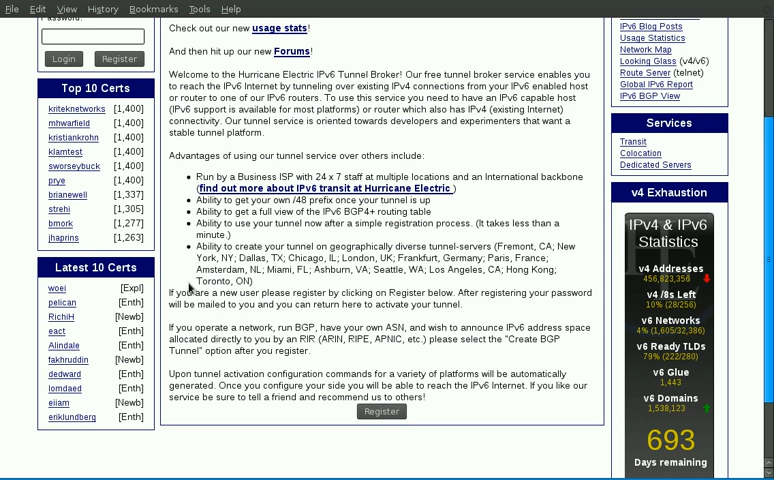 File Edit View History Bookmarks Tools Help
Password:
Login Register
Top 10 Certs
kriteknetworks [1,400]
mhwarfield [1,400]
kristiankrohn [1,400]
klamtest [1,400]
sworseybuck [1,400]
prye [1,400]
brianewell [1,337]
strehi [1,305]
bmork [1,277]
jhaprins [1,263]
Latest 10 Certs
woei [Expl]
pelican [Enth]
RichiH [Newb]
eact [Enth]
Alindale [Enth]
fakhruddin [Newb]
dedward [Enth]
lomdaed [Enth]
eiiam [Newb]
eriklundberg [Enth]
Check out our new usage stats!
And then hit up our new Forums!
Welcome to the Hurricane Electric IPv6 Tunnel Broker! Our free tunnel broker service enables you
to reach the IPv6 Internet by tunneling over existing IPv4 connections from your IPv6 enabled host
or router to one of our IPv6 routers. To use this service you need to have an IPv6 capable host
(IPv6 support is available for most platforms) or router which also has IPv4 (existing Internet)
connectivity. Our tunnel service is oriented towards developers and experimenters that want a
stable tunnel platform.
Advantages of using our tunnel service over others include:
• Run by a Business ISP with 24 x 7 staff at multiple locations and an International backbone
(find out more about IPv6 transit at Hurricane Electric )
• Ability to get your own /48 prefix once your tunnel is up
• Ability to get a full view of the IPv6 BGP4+ routing table
• Ability to use your tunnel now after a simple registration process. (It takes less than a
minute.)
• Ability to create your tunnel on geographically diverse tunnel-servers (Fremont, CA; New
York, NY; Dallas, TX; Chicago, IL; London, UK; Frankfurt, Germany; Paris, France;
Amsterdam, NL; Miami, FL; Ashburn, VA; Seattle, WA; Los Angeles, CA; Hong Kong;
Toronto, ON)
If you are a new user please register by clicking on Register below. After registering your password
will be mailed to you and you can return here to activate your tunnel.
If you operate a network, run BGP, have your own ASN, and wish to announce IPv6 address space
allocated directly to you by an RIR (ARIN, RIPE, APNIC, etc.) please select the "Create BGP
Tunnel" option after you register.
Upon tunnel activation configuration commands for a variety of platforms will be automatically
generated. Once you configure your side you will be able to reach the IPv6 Internet. If you like our
service be sure to tell a friend and recommend us to others!
Register
IPv6 Blog Posts
Usage Statistics
Network Map
Looking Glass (v4/v6)
Route Server (telnet)
Global IPv6 Report
IPv6 BGP View
Services
Transit
Colocation
Dedicated Servers
v4 Exhaustion
IPv4 & IPv6
Statistics
v4 Addresses
456,823,356
v4 /8s Left
10% (28/256)
v6 Networks
4% (1,605/32,386)
v6 Ready TLDs
79% (222/280)
v6 Glue
1,443
v6 Domains
1,538,123
693
Days remaining